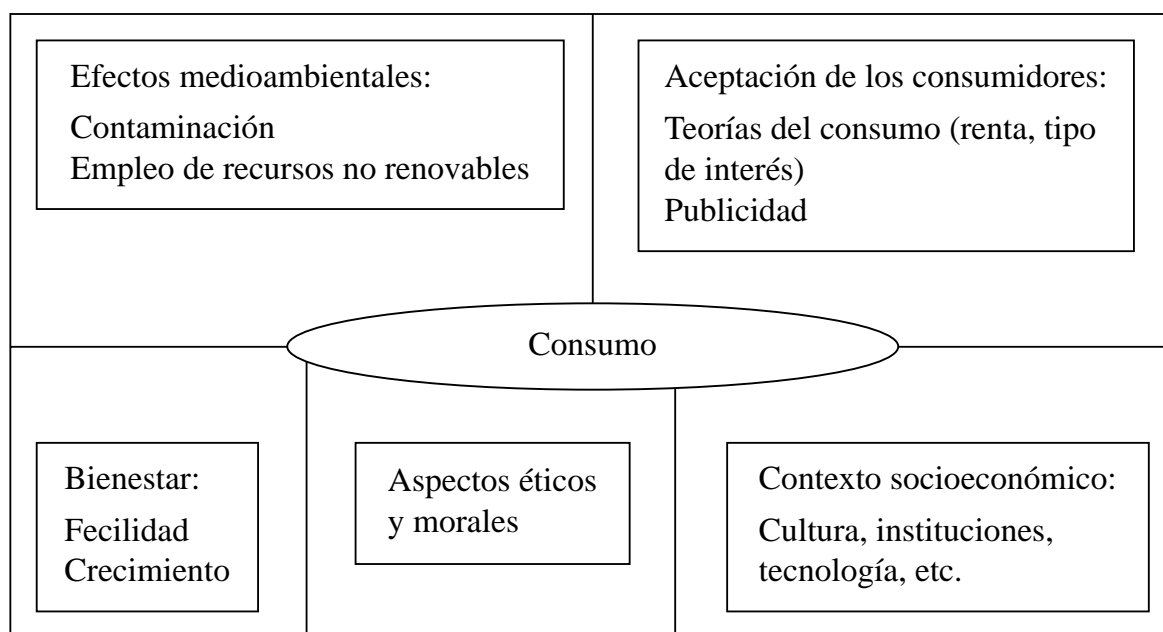 Efectos medioambientales:
Contaminación
Empleo de recursos no renovables
Aceptación de los consumidores:
Teorías del consumo (renta, tipo
de interés)
Publicidad
Consumo
Bienestar:
Fecilidad
Crecimiento
Aspectos éticos
y morales
Contexto socioeconómico:
Cultura, instituciones,
tecnología, etc.